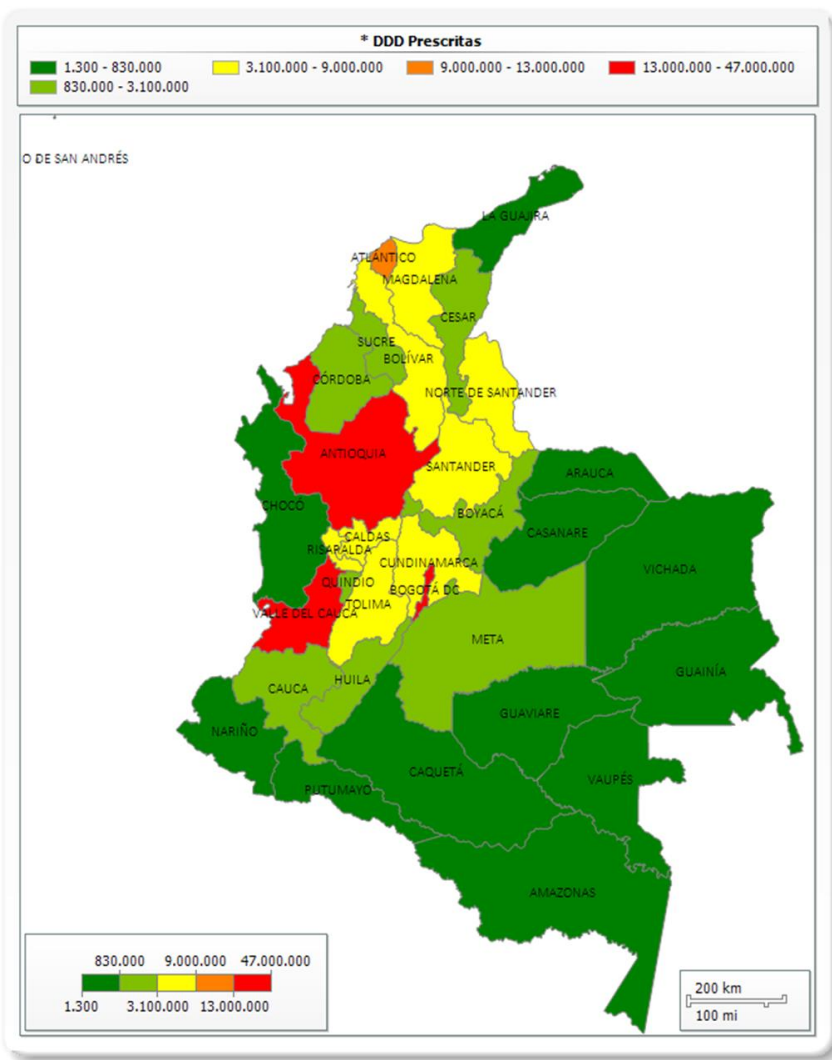 * DDD Prescritas
1.300 - 830.000
3.100.000 - 9.000.000
9.000.000 - 13.000.000
13.000.000 - 47.000.000
830.000 - 3.100.000
O DE SAN ANDRÉS
LA GUAJIRA
ATLÁNTICO
MAGDALENA
CESAR
SUCRE
BOLÍVAR
CÓRDOBA
NORTE DE SANTANDER
ANTIOQUIA
SANTANDER
ARAUCA
CHOCÓ
BOYACÁ
CASANARE
CALDAS
RISARALDA
CUNDINAMARCA
VICHADA
QUINDIO
BOGOTÁ DC
TOLIMA
VALLE DEL CAUCA
META
GUAINÍA
HUILA
CAUCA
GUAVIARE
NARIÑO
CAQUETÁ
VAUPÉS
PUTUMAYO
AMAZONAS
830.000 9.000.000 47.000.000
1.300 3.100.000 13.000.000
200 km
100 mi